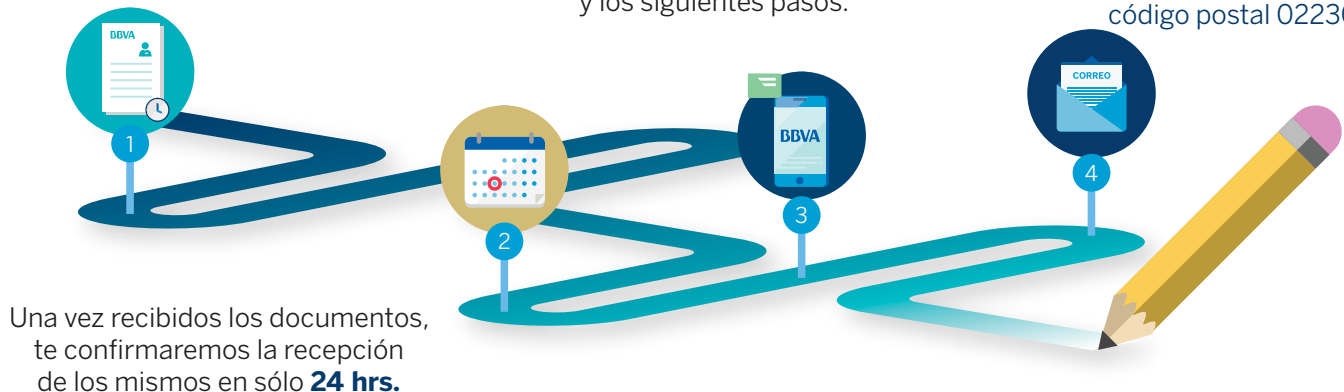 y los siguientes pasos.
código postal 0223
BBVA
CORREO
BBVA
1
2
3
4
Una vez recibidos los documentos,
te confirmaremos la recepción
de los mismos en sólo 24 hrs.